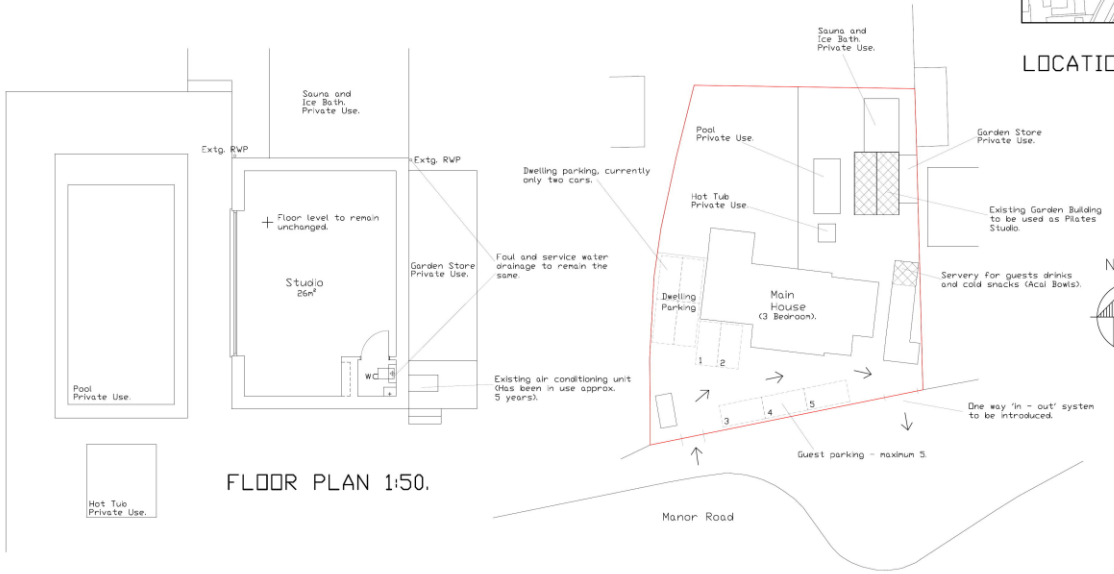 Sauna and
Ice Bath.
Private Use.
Extg. RWP
Extg. RWP
Floor level to remain
unchanged.
Studio
26m²
Garden Store
Private Use.
Foul and service water
drainage to remain the
same.
WC
Existing air conditioning unit
(Has been in use approx.
5 years).
Pool
Private Use.
Hot Tub
Private Use.
FLOOR PLAN 1:50.
LOCATIO
Sauna and
Ice Bath.
Private Use.
Pool
Private Use.
Garden Store
Private Use.
Dwelling parking, currently
only two cars.
Hot Tub
Private Use.
Existing Garden Building
to be used as Pilates
Studio.
N
Servery for guests drinks
and cold snacks (Acai Bowls).
Main
House
(3 Bedroom).
Dwelling
Parking
1
2
3
4
5
One way 'in - out' system
to be introduced.
Guest parking - maximum 5.
Manor Road